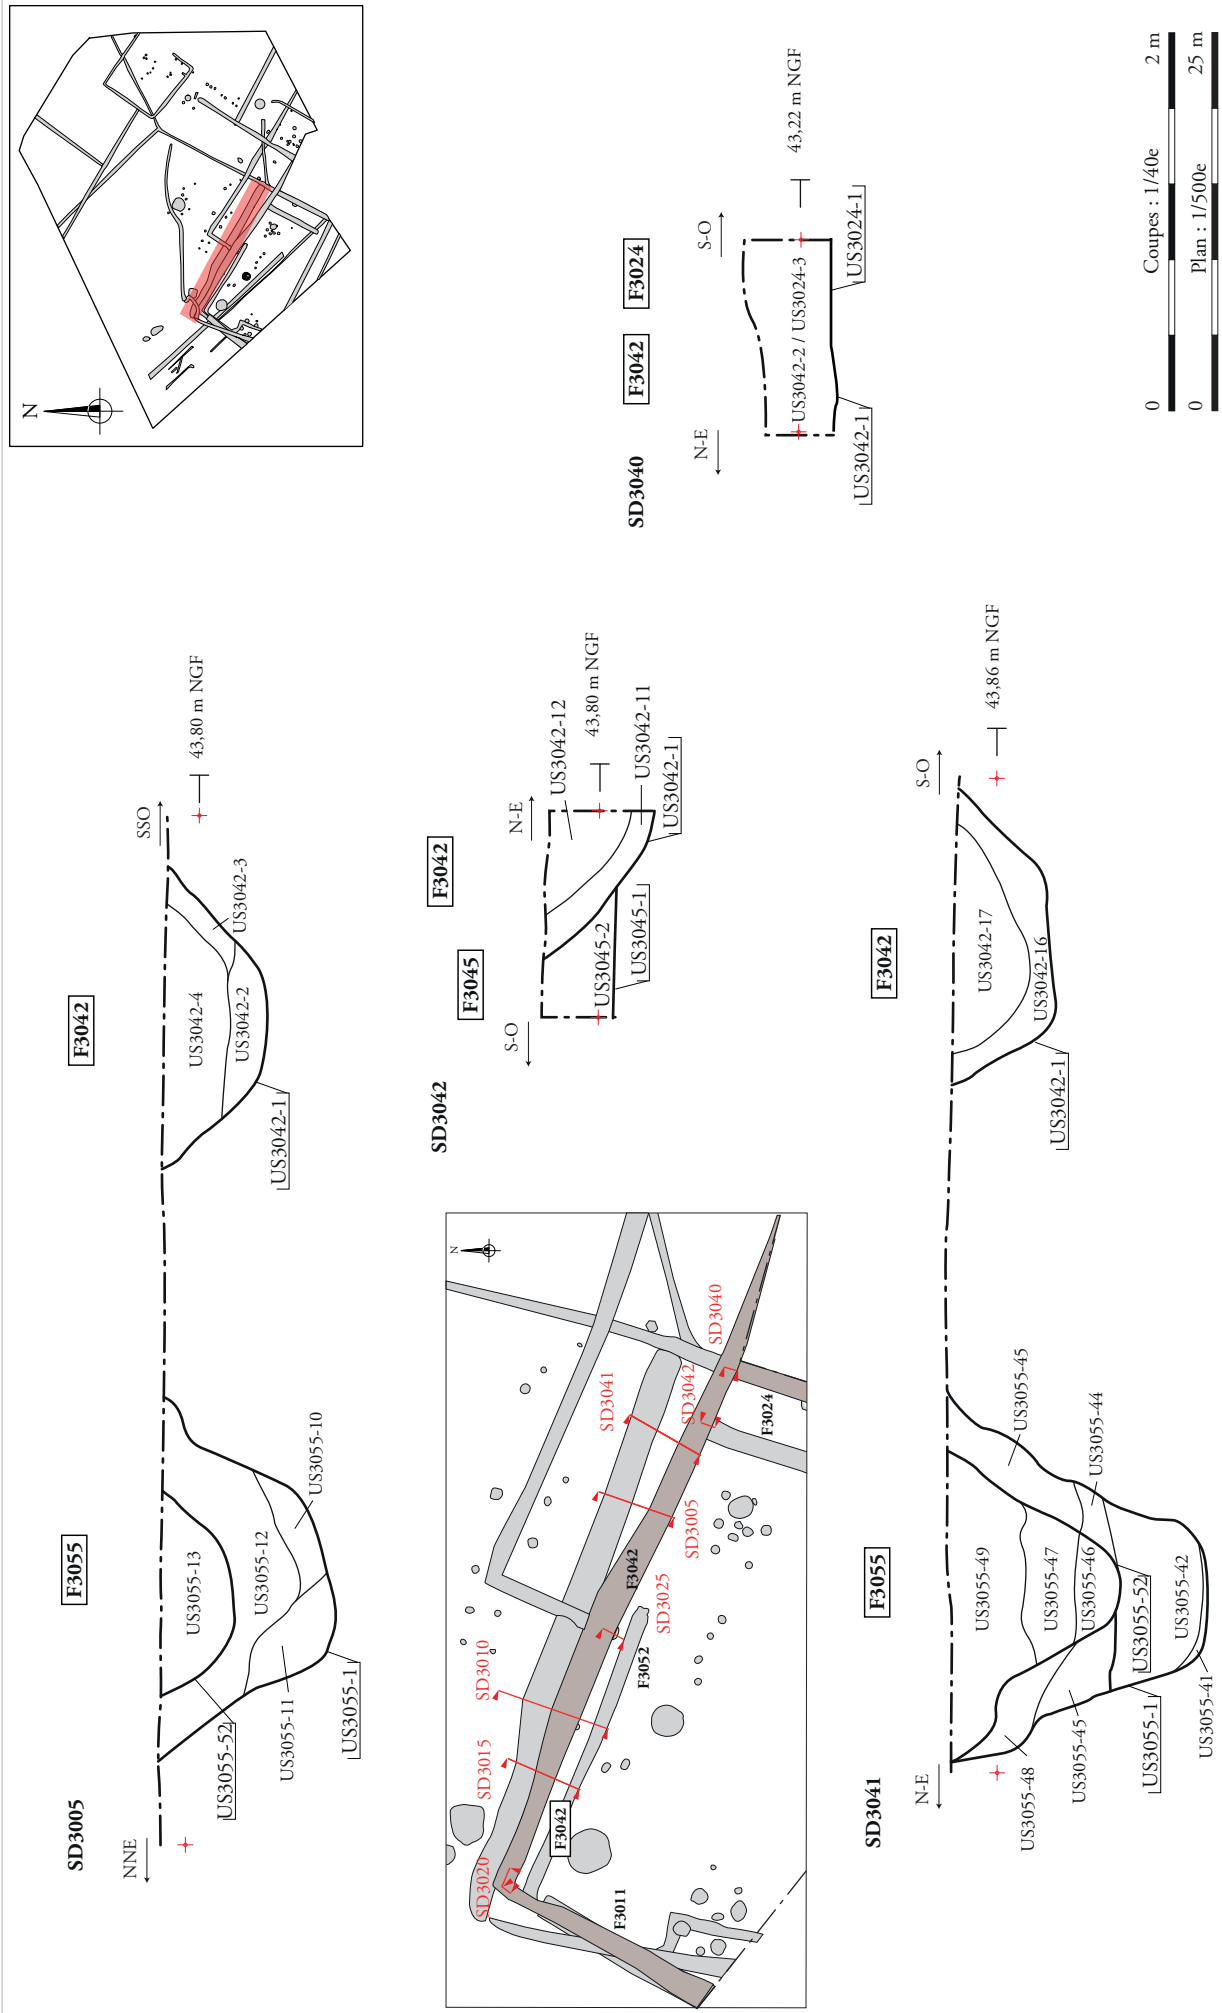 SD3005
F3055
F3042
NNE
SSO
43,80 m NGF
US3055-13
US3055-12
US3055-10
US3055-11
US3055-52
US3055-1
US3042-4
US3042-2
US3042-3
US3042-1
N
SD3042
F3045
F3042
S-O
N-E
US3042-12
43,80 m NGF
US3042-11
US3042-1
US3045-2
US3045-1
SD3040
F3042
F3024
N-E
S-O
43,22 m NGF
US3042-2 / US3024-3
US3042-1
US3024-1
N
SD3020
SD3015
SD3010
SD3025
SD3005
SD3041
SD3042
SD3040
F3011
F3042
F3052
F3042
F3024
SD3041
F3055
F3042
N-E
S-O
43,86 m NGF
US3055-49
US3055-47
US3055-46
US3055-45
US3055-44
US3055-48
US3055-45
US3055-52
US3055-42
US3055-1
US3055-41
US3042-17
US3042-16
US3042-1
0 Coupes : 1/40e 2 m
0 Plan : 1/500e 25 m